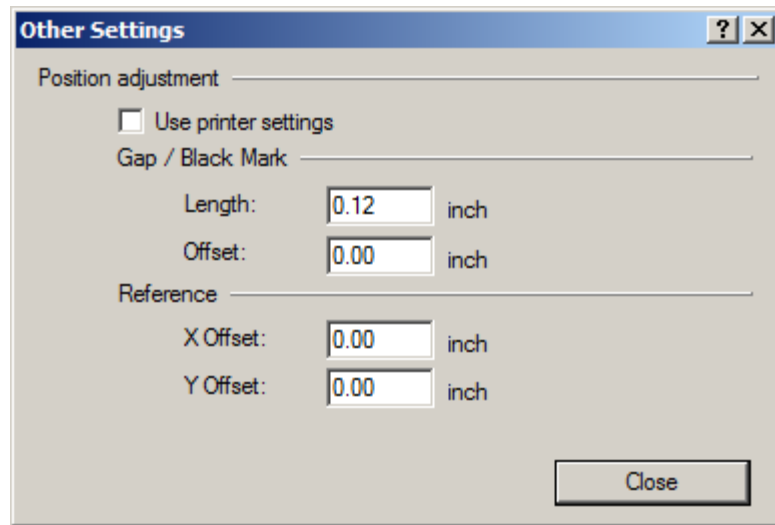 Other Settings
Position adjustment
Use printer settings
Gap / Black Mark
Length: 0.12 inch
Offset: 0.00 inch
Reference
X Offset: 0.00 inch
Y Offset: 0.00 inch
Close